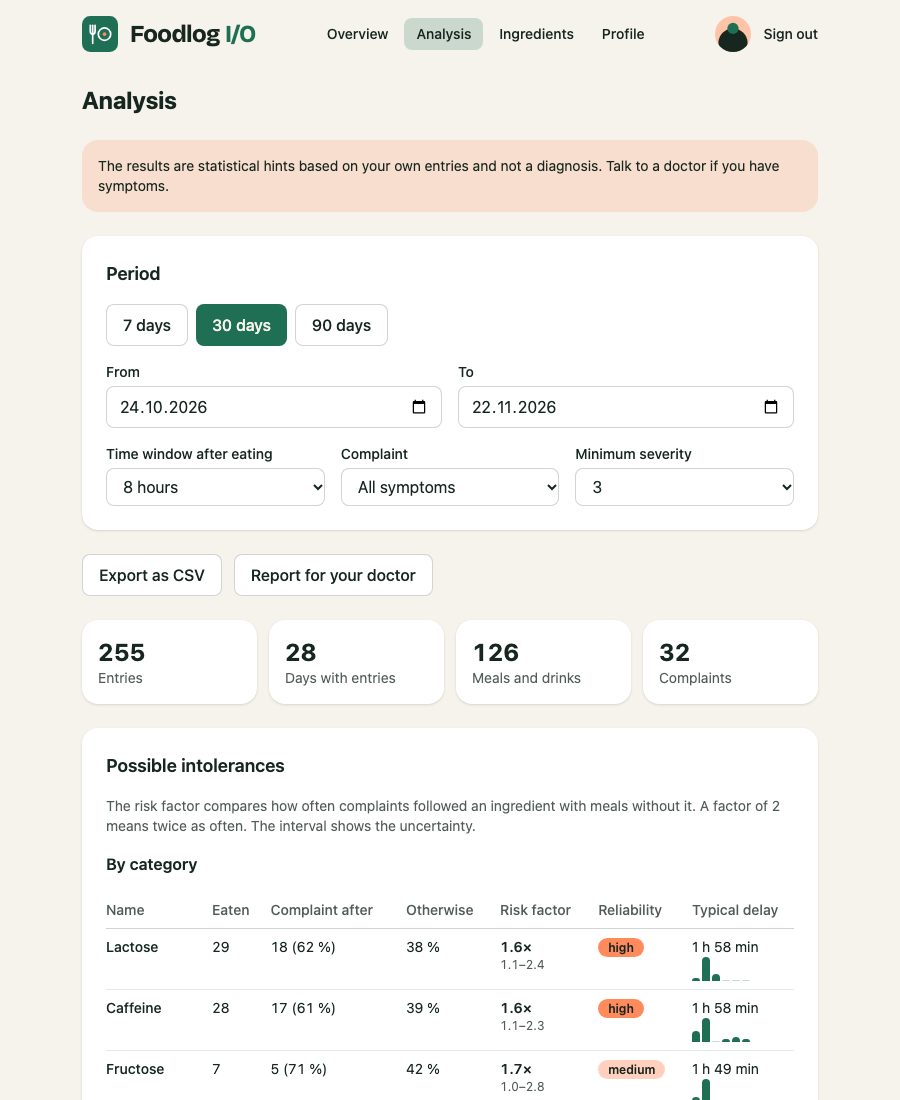 Foodlog I/O
Overview
Analysis
Ingredients
Profile
Sign out
Analysis
The results are statistical hints based on your own entries and not a diagnosis. Talk to a doctor if you have
symptoms.
Period
7 days
30 days
90 days
From
To
24.10.2026
22.11.2026
Time window after eating
Complaint
Minimum severity
8 hours
All symptoms
3
Export as CSV
Report for your doctor
255
Entries
28
Days with entries
126
Meals and drinks
32
Complaints
Possible intolerances
The risk factor compares how often complaints followed an ingredient with meals without it. A factor of 2
means twice as often. The interval shows the uncertainty.
By category
Name Eaten Complaint after Otherwise Risk factor Reliability Typical delay
Lactose 29 18 (62 %) 38 % 1.6× high 1 h 58 min
1.1–2.4
Caffeine 28 17 (61 %) 39 % 1.6× high 1 h 58 min
1.1–2.3
Fructose 7 5 (71 %) 42 % 1.7× medium 1 h 49 min
1.0–2.8